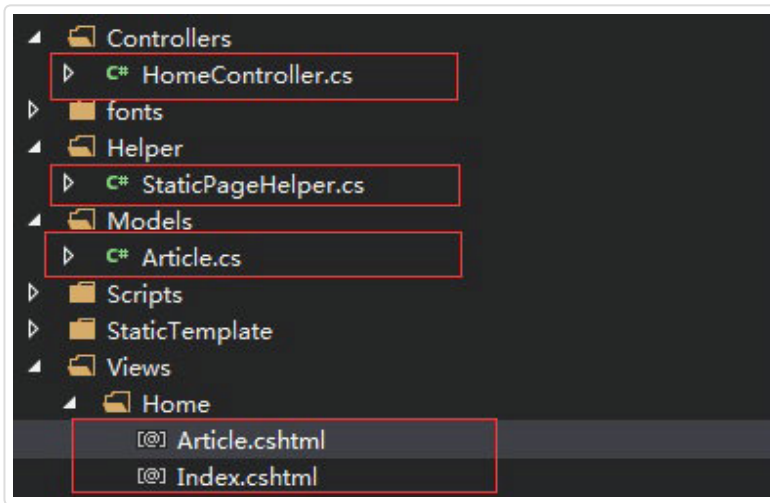 Controllers
C# HomeController.cs
fonts
Helper
C# StaticPageHelper.cs
Models
C# Article.cs
Scripts
StaticTemplate
Views
Home
[@] Article.cshtml
[@] Index.cshtml